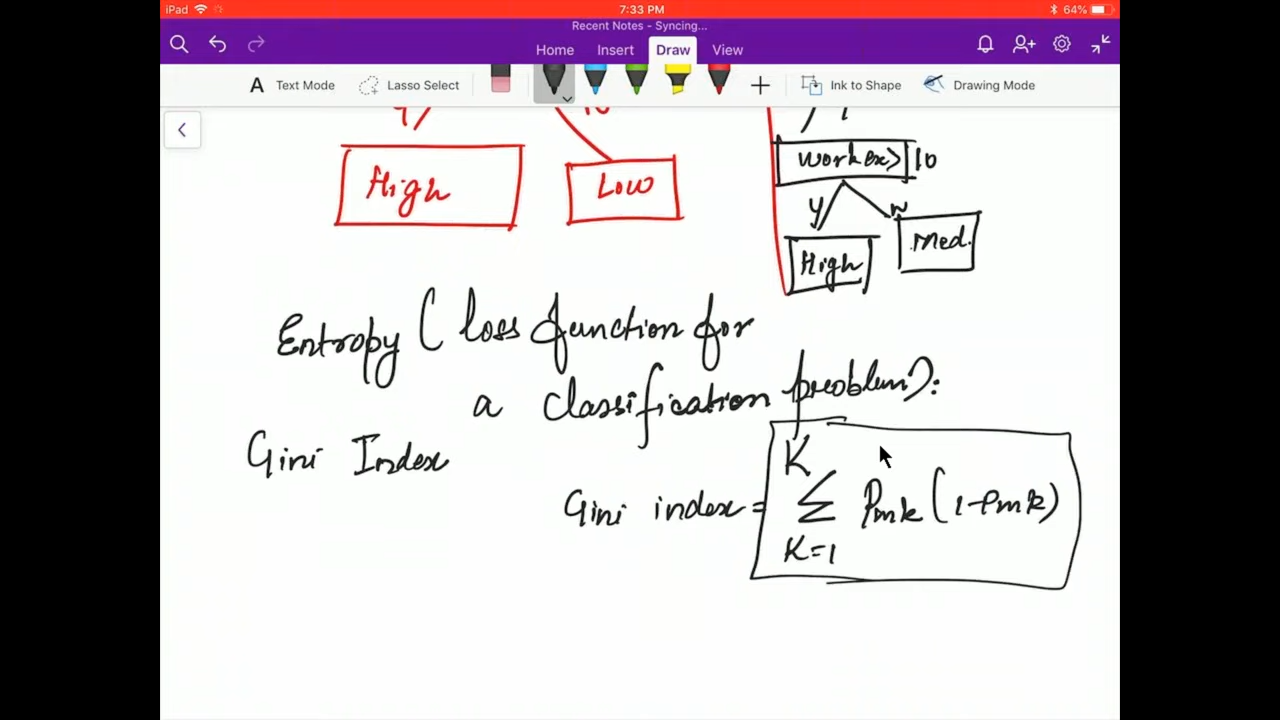 iPad 7:33 PM 64%
Recent Notes - Syncing...
Home Insert Draw View
A Text Mode Lasso Select Ink to Shape Drawing Mode
High Low
workex> 10
y N
High Med.
Entropy ( loss function for
a classification problem):
Gini Index
Gini index = K Σ K=1 Pmk (1-Pmk)